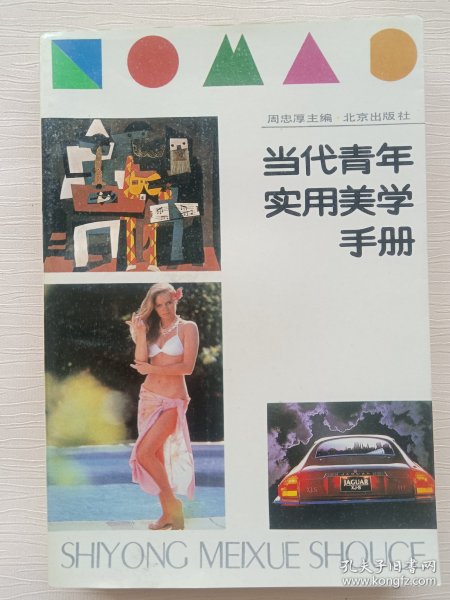 周忠厚主编·北京出版社
当代青年
实用美学
手册
JAGUAR
XJ-S
SHIYONG MEIXUE SHOUCE
孔夫子旧书网
www.kongfz.com